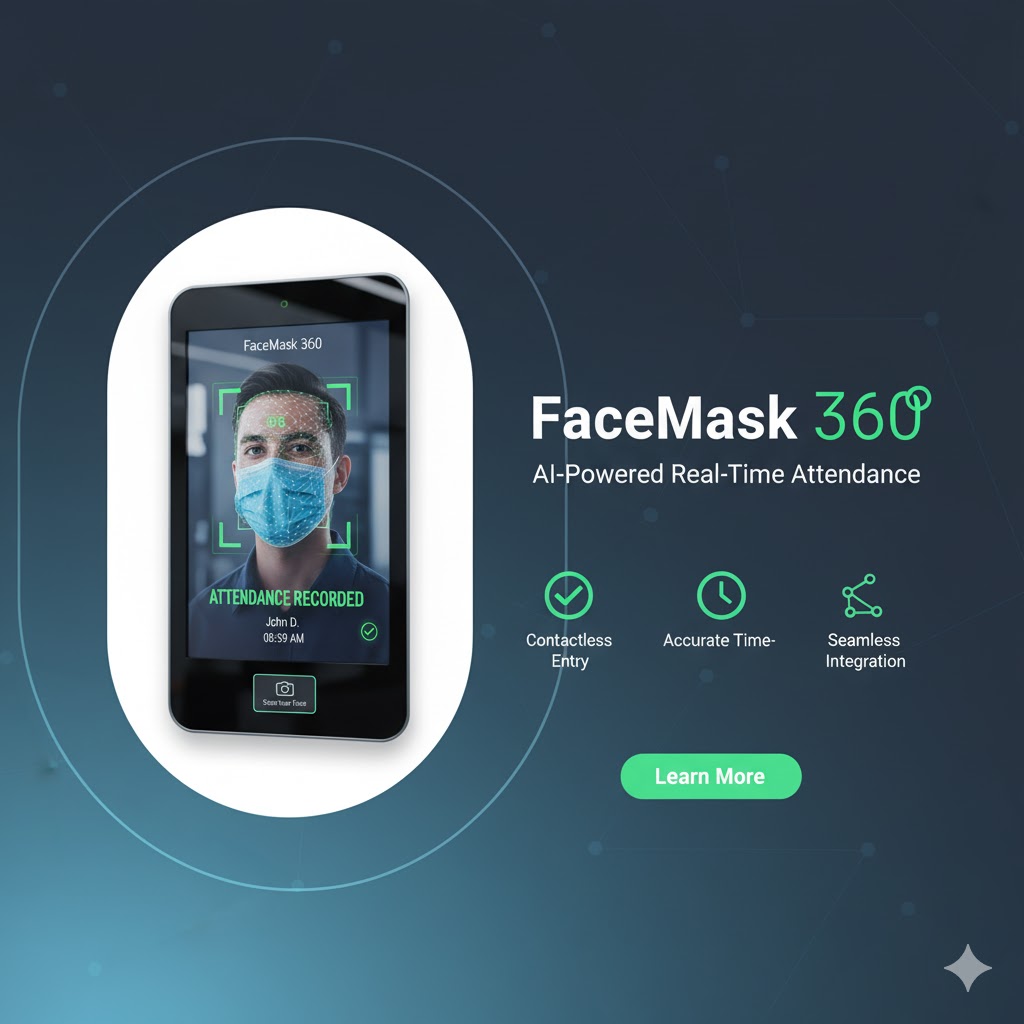 FaceMask 360
06
ATTENDANCE RECORDED
John D.
08:59 AM
FaceMask 360
AI-Powered Real-Time Attendance
Contactless
Entry
Accurate Time-
Seamless
Integration
Learn More